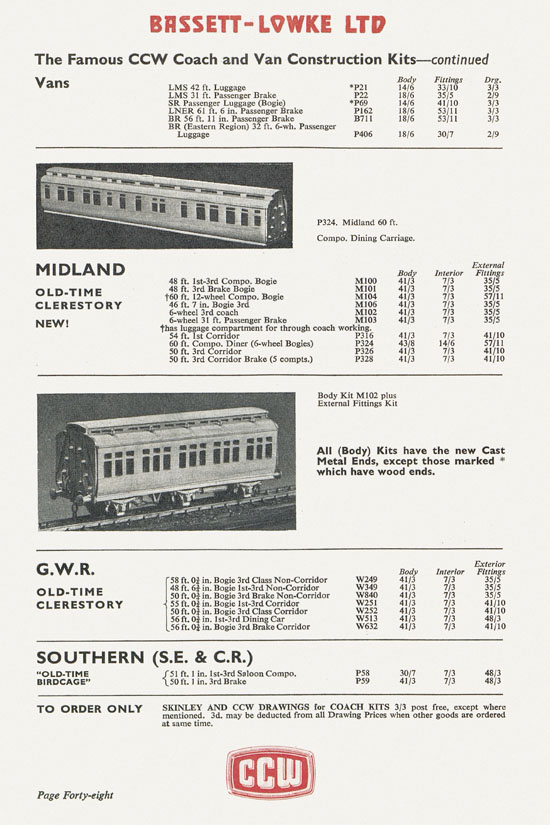 BASSETT-LOWKE LTD
The Famous CCW Coach and Van Construction Kits—continued
Vans
Body Fittings Drg.
LMS 42 ft. Luggage *P21 14/6 33/10 3/3
LMS 31 ft. Passenger Brake P22 18/6 35/5 2/9
SR Passenger Luggage (Bogie) *P69 14/6 41/10 3/3
LNER 61 ft. 6 in. Passenger Brake P162 18/6 53/11 3/3
BR 56 ft. 11 in. Passenger Brake B711 18/6 53/11 3/3
BR (Eastern Region) 32 ft. 6-wh. Passenger
Luggage P406 18/6 30/7 2/9
P324. Midland 60 ft.
Compo. Dining Carriage.
MIDLAND
OLD-TIME
CLERESTORY
NEW!
External
Body Interior Fittings
48 ft. 1st-3rd Compo. Bogie M100 41/3 7/3 35/5
48 ft. 3rd Brake Bogie M101 41/3 7/3 35/5
†60 ft. 12-wheel Compo. Bogie M104 41/3 7/3 57/11
46 ft. 7 in. Bogie 3rd M106 41/3 7/3 35/5
6-wheel 3rd coach M102 41/3 7/3 35/5
6-wheel 31 ft. Passenger Brake M103 41/3 7/3 35/5
†has luggage compartment for through coach working.
54 ft. 1st Corridor P316 41/3 7/3 41/10
60 ft. Compo. Diner (6-wheel Bogies) P324 43/8 14/6 57/11
50 ft. 3rd Corridor P326 41/3 7/3 41/10
50 ft. 3rd Corridor Brake (5 compts.) P328 41/3 7/3 41/10
Body Kit M102 plus
External Fittings Kit
All (Body) Kits have the new Cast
Metal Ends, except those marked *
which have wood ends.
G.W.R.
OLD-TIME
CLERESTORY
Exterior
Body Interior Fittings
58 ft. 0¾ in. Bogie 3rd Class Non-Corridor W249 41/3 7/3 35/5
48 ft. 6¾ in. Bogie 1st-3rd Non-Corridor W349 41/3 7/3 35/5
50 ft. 0¾ in. Bogie 3rd Brake Non-Corridor W840 41/3 7/3 35/5
55 ft. 0¾ in. Bogie 1st-3rd Corridor W251 41/3 7/3 41/10
50 ft. 0¾ in. Bogie 3rd Class Corridor W252 41/3 7/3 41/10
56 ft. 0¾ in. 1st-3rd Dining Car W513 41/3 7/3 48/3
56 ft. 0¾ in. Bogie 3rd Brake Corridor W632 41/3 7/3 41/10
SOUTHERN (S.E. & C.R.)
"OLD-TIME
BIRDCAGE"
51 ft. 1 in. 1st-3rd Saloon Compo. P58 30/7 7/3 48/3
50 ft. 1 in. 3rd Brake P59 41/3 7/3 48/3
TO ORDER ONLY
SKINLEY AND CCW DRAWINGS for COACH KITS 3/3 post free, except where
mentioned. 3d. may be deducted from all Drawing Prices when other goods are ordered
at same time.
CCW
Page Forty-eight